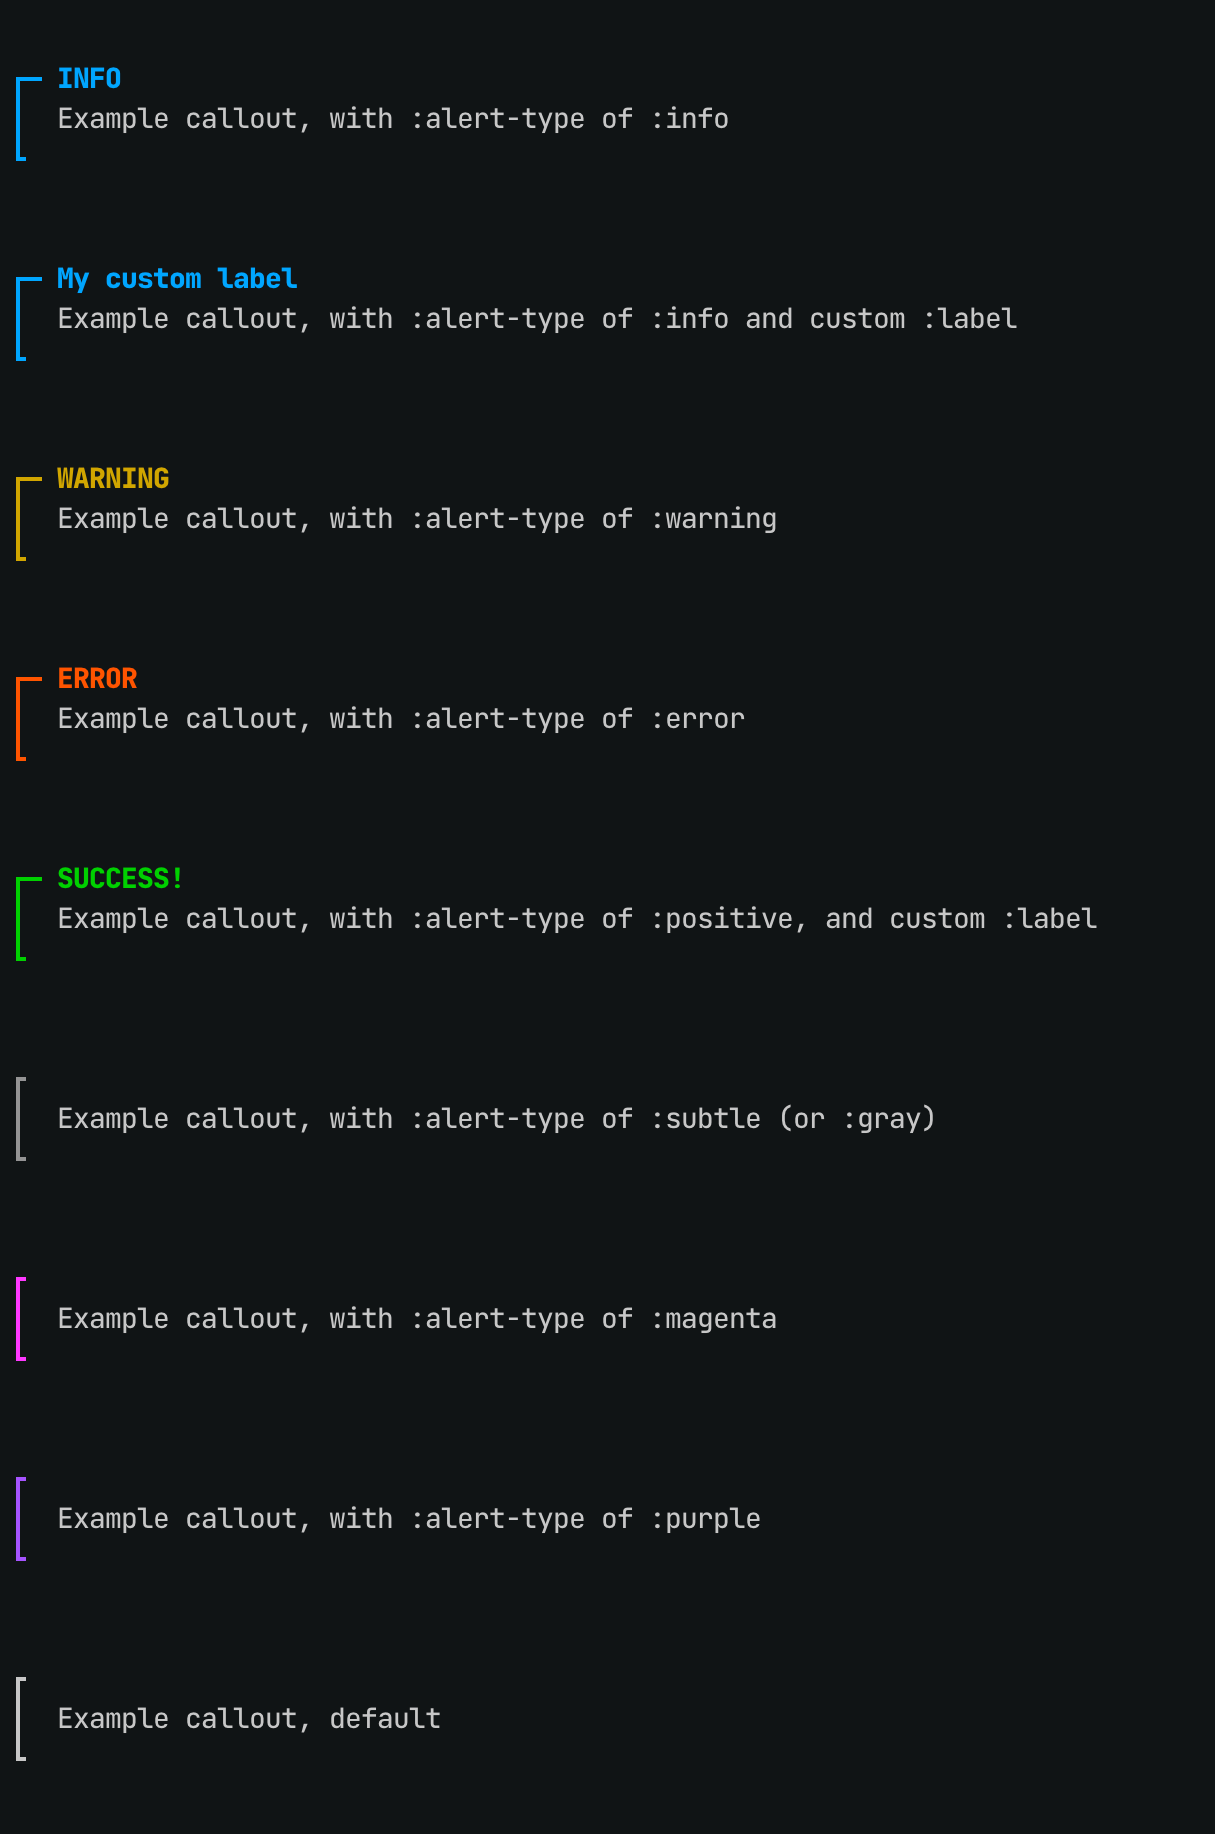 INFO
Example callout, with :alert-type of :info
My custom label
Example callout, with :alert-type of :info and custom :label
WARNING
Example callout, with :alert-type of :warning
ERROR
Example callout, with :alert-type of :error
SUCCESS!
Example callout, with :alert-type of :positive, and custom :label
Example callout, with :alert-type of :subtle (or :gray)
Example callout, with :alert-type of :magenta
Example callout, with :alert-type of :purple
Example callout, default